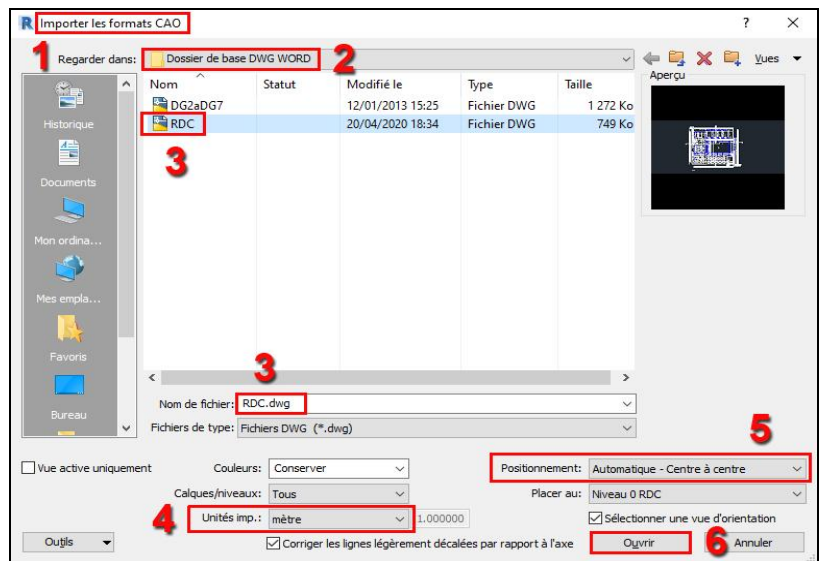 Importer les formats CAO
?
1
Regarder dans:
Dossier de base DWG WORD
2
Vues
Nom
Statut
Modifié le
Type
Taille
Aperçu
DG2aDG7
12/01/2013 15:25
Fichier DWG
1 272 Ko
RDC
20/04/2020 18:34
Fichier DWG
749 Ko
3
Historique
Documents
Mon ordina...
Mes empla...
Favoris
Bureau
3
Nom de fichier:
RDC.dwg
Fichiers de type:
Fichiers DWG (*.dwg)
5
Vue active uniquement
Couleurs:
Conserver
Positionnement:
Automatique - Centre à centre
Calques/niveaux:
Tous
Placer au:
Niveau 0 RDC
4
Unités imp.:
mètre
1.000000
Sélectionner une vue d'orientation
Outils
Corriger les lignes légèrement décalées par rapport à l'axe
Ouvrir
6
Annuler